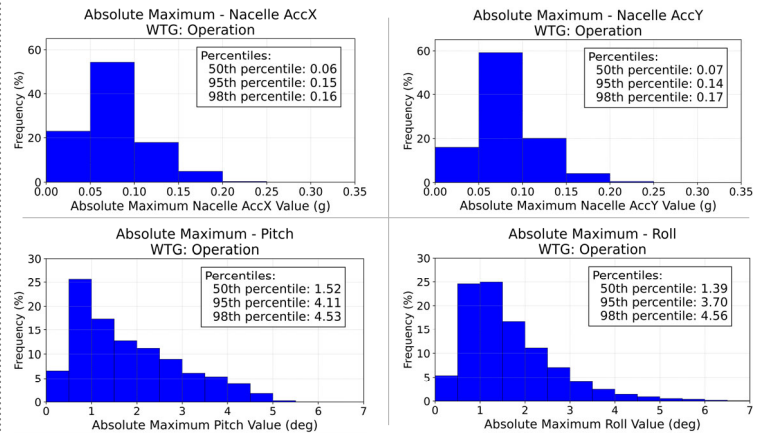 Absolute Maximum - Nacelle AccX
WTG: Operation
Frequency (%)
60
40
20
0
Percentiles:
50th percentile: 0.06
95th percentile: 0.15
98th percentile: 0.16
0.00 0.05 0.10 0.15 0.20 0.25 0.30 0.35
Absolute Maximum Nacelle AccX Value (g)
Absolute Maximum - Nacelle AccY
WTG: Operation
Frequency (%)
60
40
20
0
Percentiles:
50th percentile: 0.07
95th percentile: 0.14
98th percentile: 0.17
0.00 0.05 0.10 0.15 0.20 0.25 0.30 0.35
Absolute Maximum Nacelle AccY Value (g)
Absolute Maximum - Pitch
WTG: Operation
Frequency (%)
30
25
20
15
10
5
0
Percentiles:
50th percentile: 1.52
95th percentile: 4.11
98th percentile: 4.53
0 1 2 3 4 5 6 7
Absolute Maximum Pitch Value (deg)
Absolute Maximum - Roll
WTG: Operation
Frequency (%)
30
25
20
15
10
5
0
Percentiles:
50th percentile: 1.39
95th percentile: 3.70
98th percentile: 4.56
0 1 2 3 4 5 6 7
Absolute Maximum Roll Value (deg)